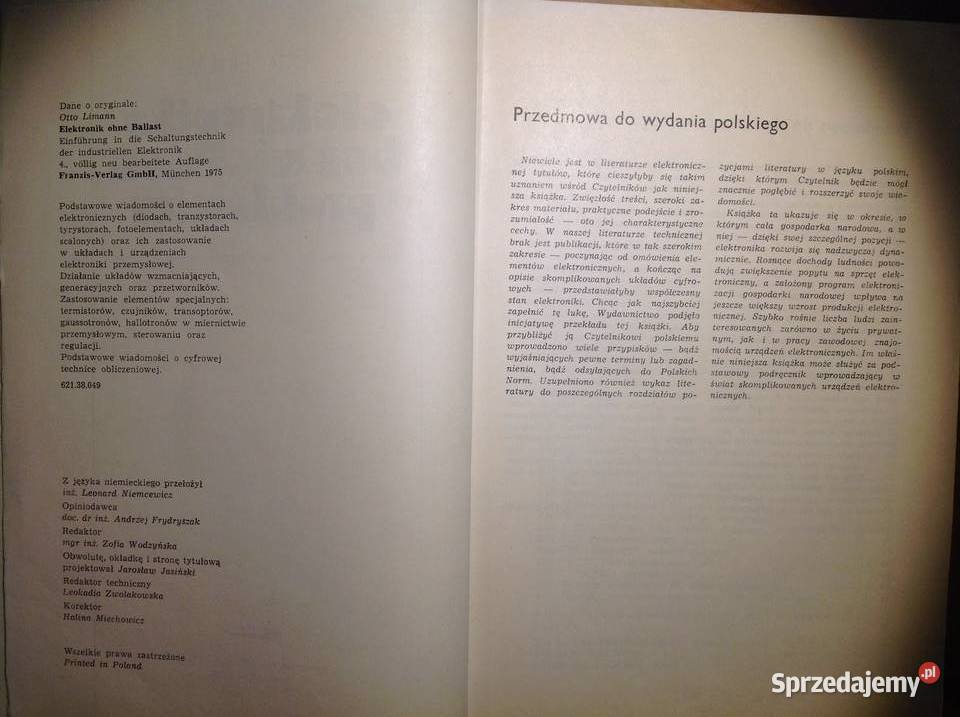 Dane o oryginale:
Otto Limann
Elektronik ohne Ballast
Einführung in die Schaltungstechnik
der industriellen Elektronik
4., völlig neu bearbeitete Auflage
Franzis-Verlag GmbH, München 1975
Podstawowe wiadomości o elementach
elektronicznych (diodach, tranzystorach,
tyrystorach, fotoelementach, układach
scalonych) oraz ich zastosowanie
w układach i urządzeniach
elektroniki przemysłowej.
Działanie układów wzmacniających,
generacyjnych oraz przetworników.
Zastosowanie elementów specjalnych:
termistorów, czujników, transoptorów,
gaussotronów, hallotronów w miernictwie
przemysłowym, sterowaniu oraz
regulacji.
Podstawowe wiadomości o cyfrowej
technice obliczeniowej.
621.38.049
Z języka niemieckiego przełożył
inż. Leonard Niemcewicz
Opiniodawca
doc. dr inż. Andrzej Frydryszak
Redaktor
mgr inż. Zofia Wodzyńska
Obwolutę, okładkę i stronę tytułową
projektował Jarosław Jasiński
Redaktor techniczny
Leokadia Zwolakowska
Korektor
Halina Miechowicz
Wszelkie prawa zastrzeżone
Printed in Poland
Przedmowa do wydania polskiego
Niewiele jest w literaturze elektronicz-
nej tytułów, które cieszyłyby się takim
uznaniem wśród Czytelników jak niniej-
sza książka. Zwięzłość treści, szeroki za-
kres materiału, praktyczne podejście i zro-
zumiałość — oto jej charakterystyczne
cechy. W naszej literaturze technicznej
brak jest publikacji, które w tak szerokim
zakresie — poczynając od omówienia ele-
mentów elektronicznych, a kończąc na
opisie skomplikowanych układów cyfro-
wych — przedstawiałyby współczesny
stan elektroniki. Chcąc jak najszybciej
zapełnić tę lukę, Wydawnictwo podjęło
inicjatywę przekładu tej książki. Aby
przybliżyć ją Czytelnikowi polskiemu
wprowadzono wiele przypisków — bądź
wyjaśniających pewne terminy lub zagad-
nienia, bądź odsyłających do Polskich
Norm. Uzupełniono również wykaz lite-
ratury do poszczególnych rozdziałów po-
zycjami literatury w języku polskim,
dzięki którym Czytelnik będzie mógł
znacznie pogłębić i rozszerzyć swoje wia-
domości.
Książka ta ukazuje się w okresie, w
którym cała gospodarka narodowa, a w
niej — dzięki swej szczególnej pozycji —
elektronika rozwija się nadzwyczaj dyna-
micznie. Rosnące dochody ludności powo-
dują zwiększenie popytu na sprzęt elek-
troniczny, a założony program elektroni-
zacji gospodarki narodowej wpływa na
jeszcze większy wzrost produkcji elektro-
nicznej. Szybko rośnie liczba ludzi zain-
teresowanych zarówno w życiu prywat-
nym, jak i w pracy zawodowej znajo-
mością urządzeń elektronicznych. Im właś-
nie niniejsza książka może służyć za pod-
stawowy podręcznik wprowadzający w
świat skomplikowanych urządzeń elektro-
nicznych.
Sprzedajemy.pl